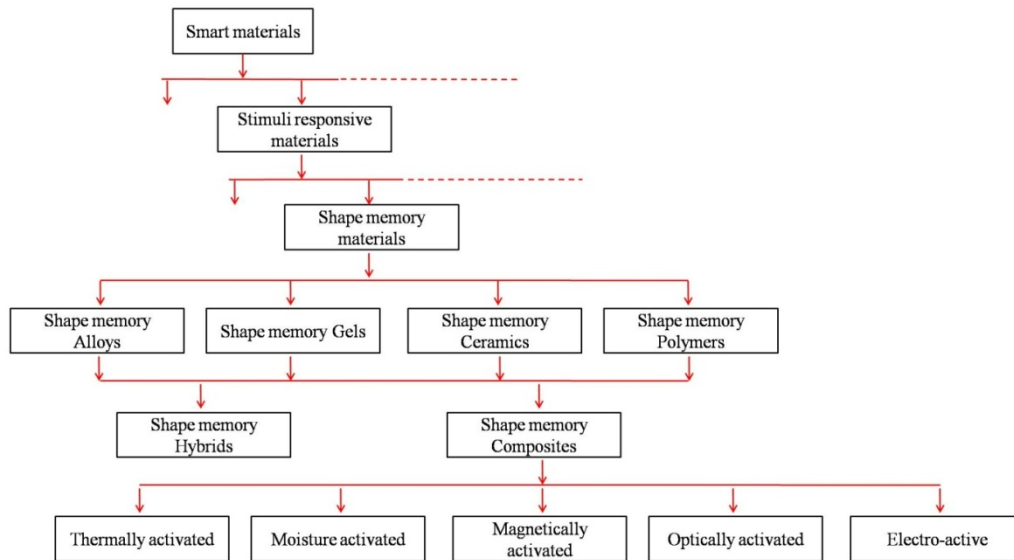 Smart materials
Stimuli responsive
materials
Shape memory
materials
Shape memory
Alloys
Shape memory Gels
Shape memory
Ceramics
Shape memory
Polymers
Shape memory
Hybrids
Shape memory
Composites
Thermally activated
Moisture activated
Magnetically
activated
Optically activated
Electro-active